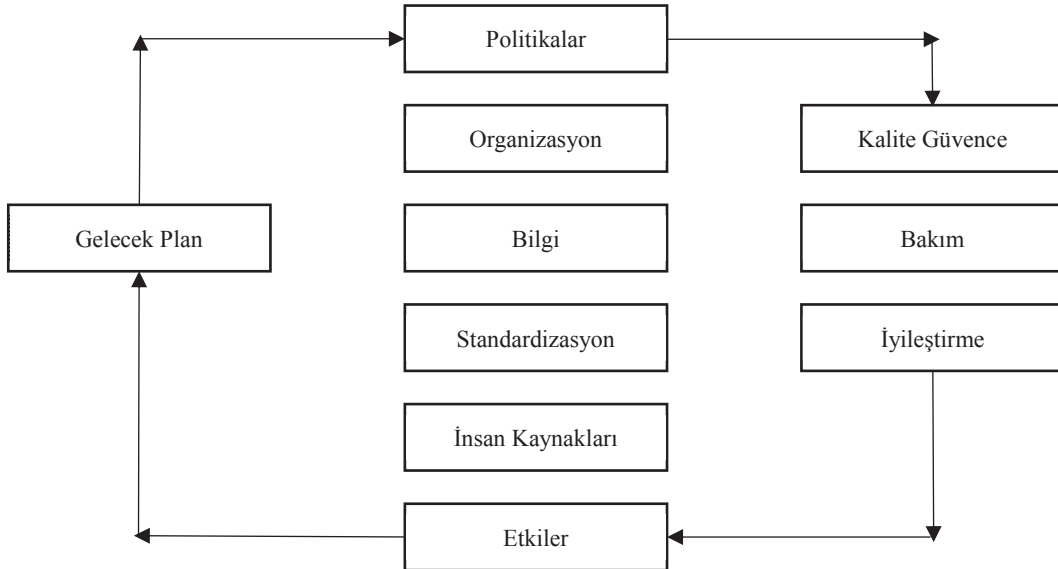 Politikalar
Organizasyon
Kalite Güvence
Gelecek Plan
Bilgi
Bakım
Standardizasyon
İyileştirme
İnsan Kaynakları
Etkiler